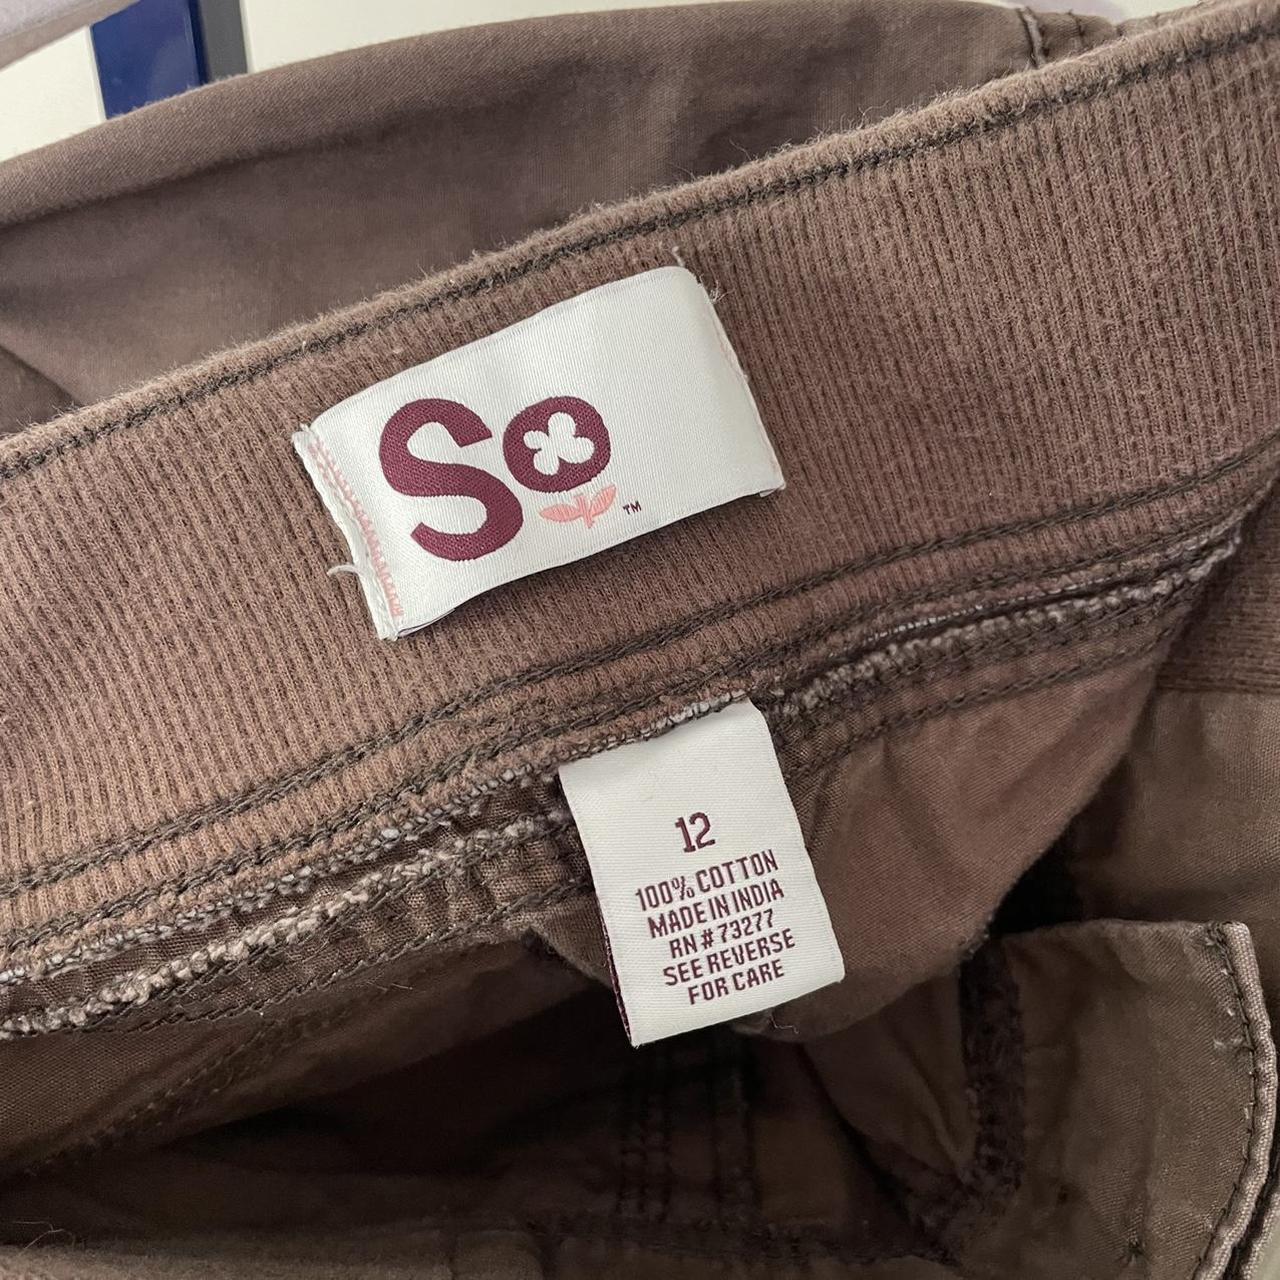 So
TM
12
100% COTTON
MADE IN INDIA
RN # 73277
SEE REVERSE
FOR CARE